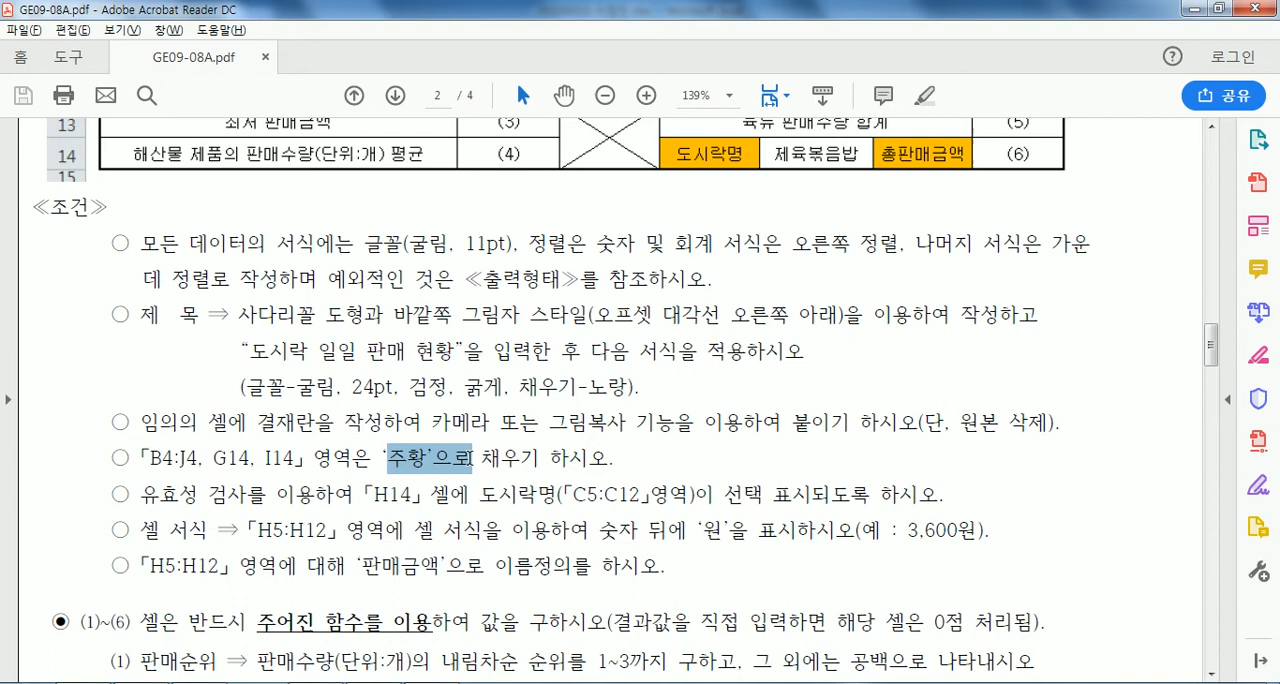 GE09-08A.pdf - Adobe Acrobat Reader DC
파일(F) 편집(E) 보기(V) 창(W) 도움말(H)
홈 도구 GE09-08A.pdf × 로그인
2 / 4 139% 공유
13 최저 판매금액 (3) 육류 판매수량 합계 (5)
14 해산물 제품의 판매수량(단위:개) 평균 (4) 도시락명 제육볶음밥 총판매금액 (6)
15
≪조건≫
○ 모든 데이터의 서식에는 글꼴(굴림, 11pt), 정렬은 숫자 및 회계 서식은 오른쪽 정렬, 나머지 서식은 가운
데 정렬로 작성하며 예외적인 것은 ≪출력형태≫를 참조하시오.
○ 제 목 ⇒ 사다리꼴 도형과 바깥쪽 그림자 스타일(오프셋 대각선 오른쪽 아래)을 이용하여 작성하고
“도시락 일일 판매 현황”을 입력한 후 다음 서식을 적용하시오
(글꼴-굴림, 24pt, 검정, 굵게, 채우기-노랑).
○ 임의의 셀에 결재란을 작성하여 카메라 또는 그림복사 기능을 이용하여 붙이기 하시오(단, 원본 삭제).
○ 「B4:J4, G14, I14」 영역은 ‘주황’으로 채우기 하시오.
○ 유효성 검사를 이용하여 「H14」 셀에 도시락명(「C5:C12」영역)이 선택 표시되도록 하시오.
○ 셀 서식 ⇒ 「H5:H12」 영역에 셀 서식을 이용하여 숫자 뒤에 ‘원’을 표시하시오(예 : 3,600원).
○ 「H5:H12」 영역에 대해 ‘판매금액’으로 이름정의를 하시오.
◉ (1)~(6) 셀은 반드시 주어진 함수를 이용하여 값을 구하시오(결과값을 직접 입력하면 해당 셀은 0점 처리됨).
(1) 판매순위 ⇒ 판매수량(단위:개)의 내림차순 순위를 1~3까지 구하고, 그 외에는 공백으로 나타내시오